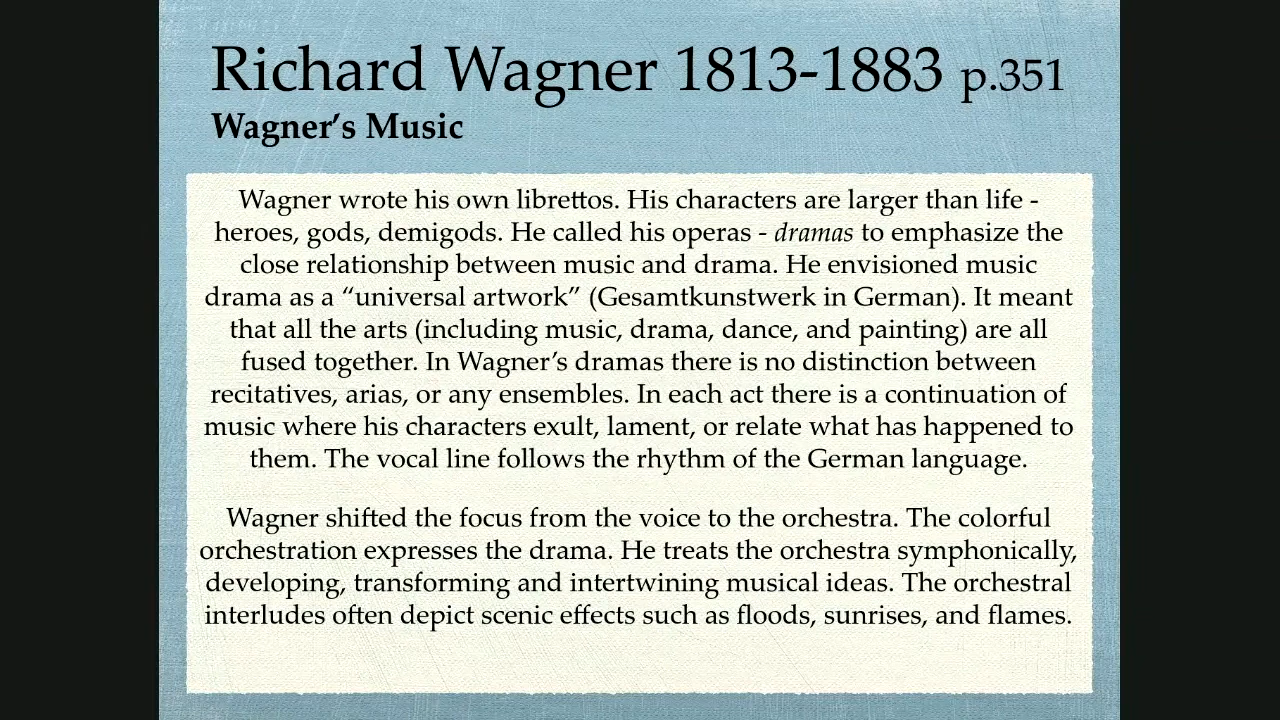 Richard Wagner 1813-1883 p.351
Wagner's Music
Wagner wrote his own librettos. His characters are larger than life -
heroes, gods, demigods. He called his operas - dramas to emphasize the
close relationship between music and drama. He envisioned music
drama as a “universal artwork” (Gesamtkunstwerk in German). It meant
that all the arts (including music, drama, dance, and painting) are all
fused together. In Wagner's dramas there is no distinction between
recitatives, arias, or any ensembles. In each act there is a continuation of
music where his characters exult, lament, or relate what has happened to
them. The vocal line follows the rhythm of the German language.
Wagner shifted the focus from the voice to the orchestra. The colorful
orchestration expresses the drama. He treats the orchestra symphonically,
developing, transforming and intertwining musical ideas. The orchestral
interludes often depict scenic effects such as floods, sunrises, and flames.